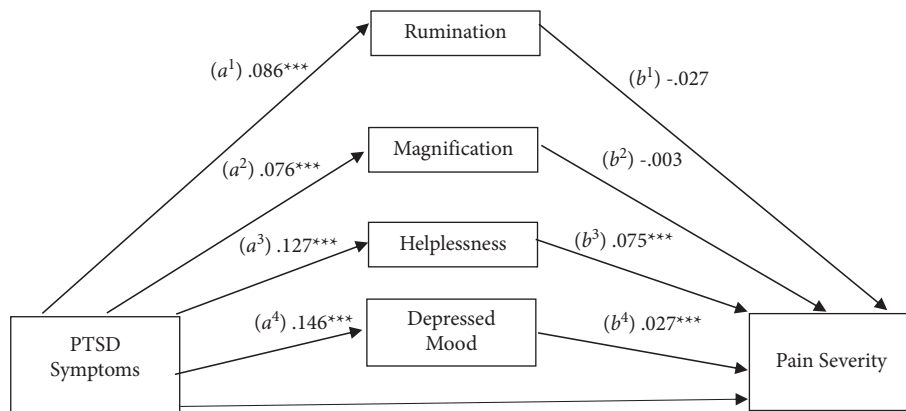 Rumination
(a¹) .086***
(b¹) -.027
Magnification
(a²) .076***
(b²) -.003
Helplessness
(a³) .127***
(b³) .075***
Depressed
Mood
(a⁴) .146***
(b⁴) .027***
PTSD
Symptoms
Pain Severity